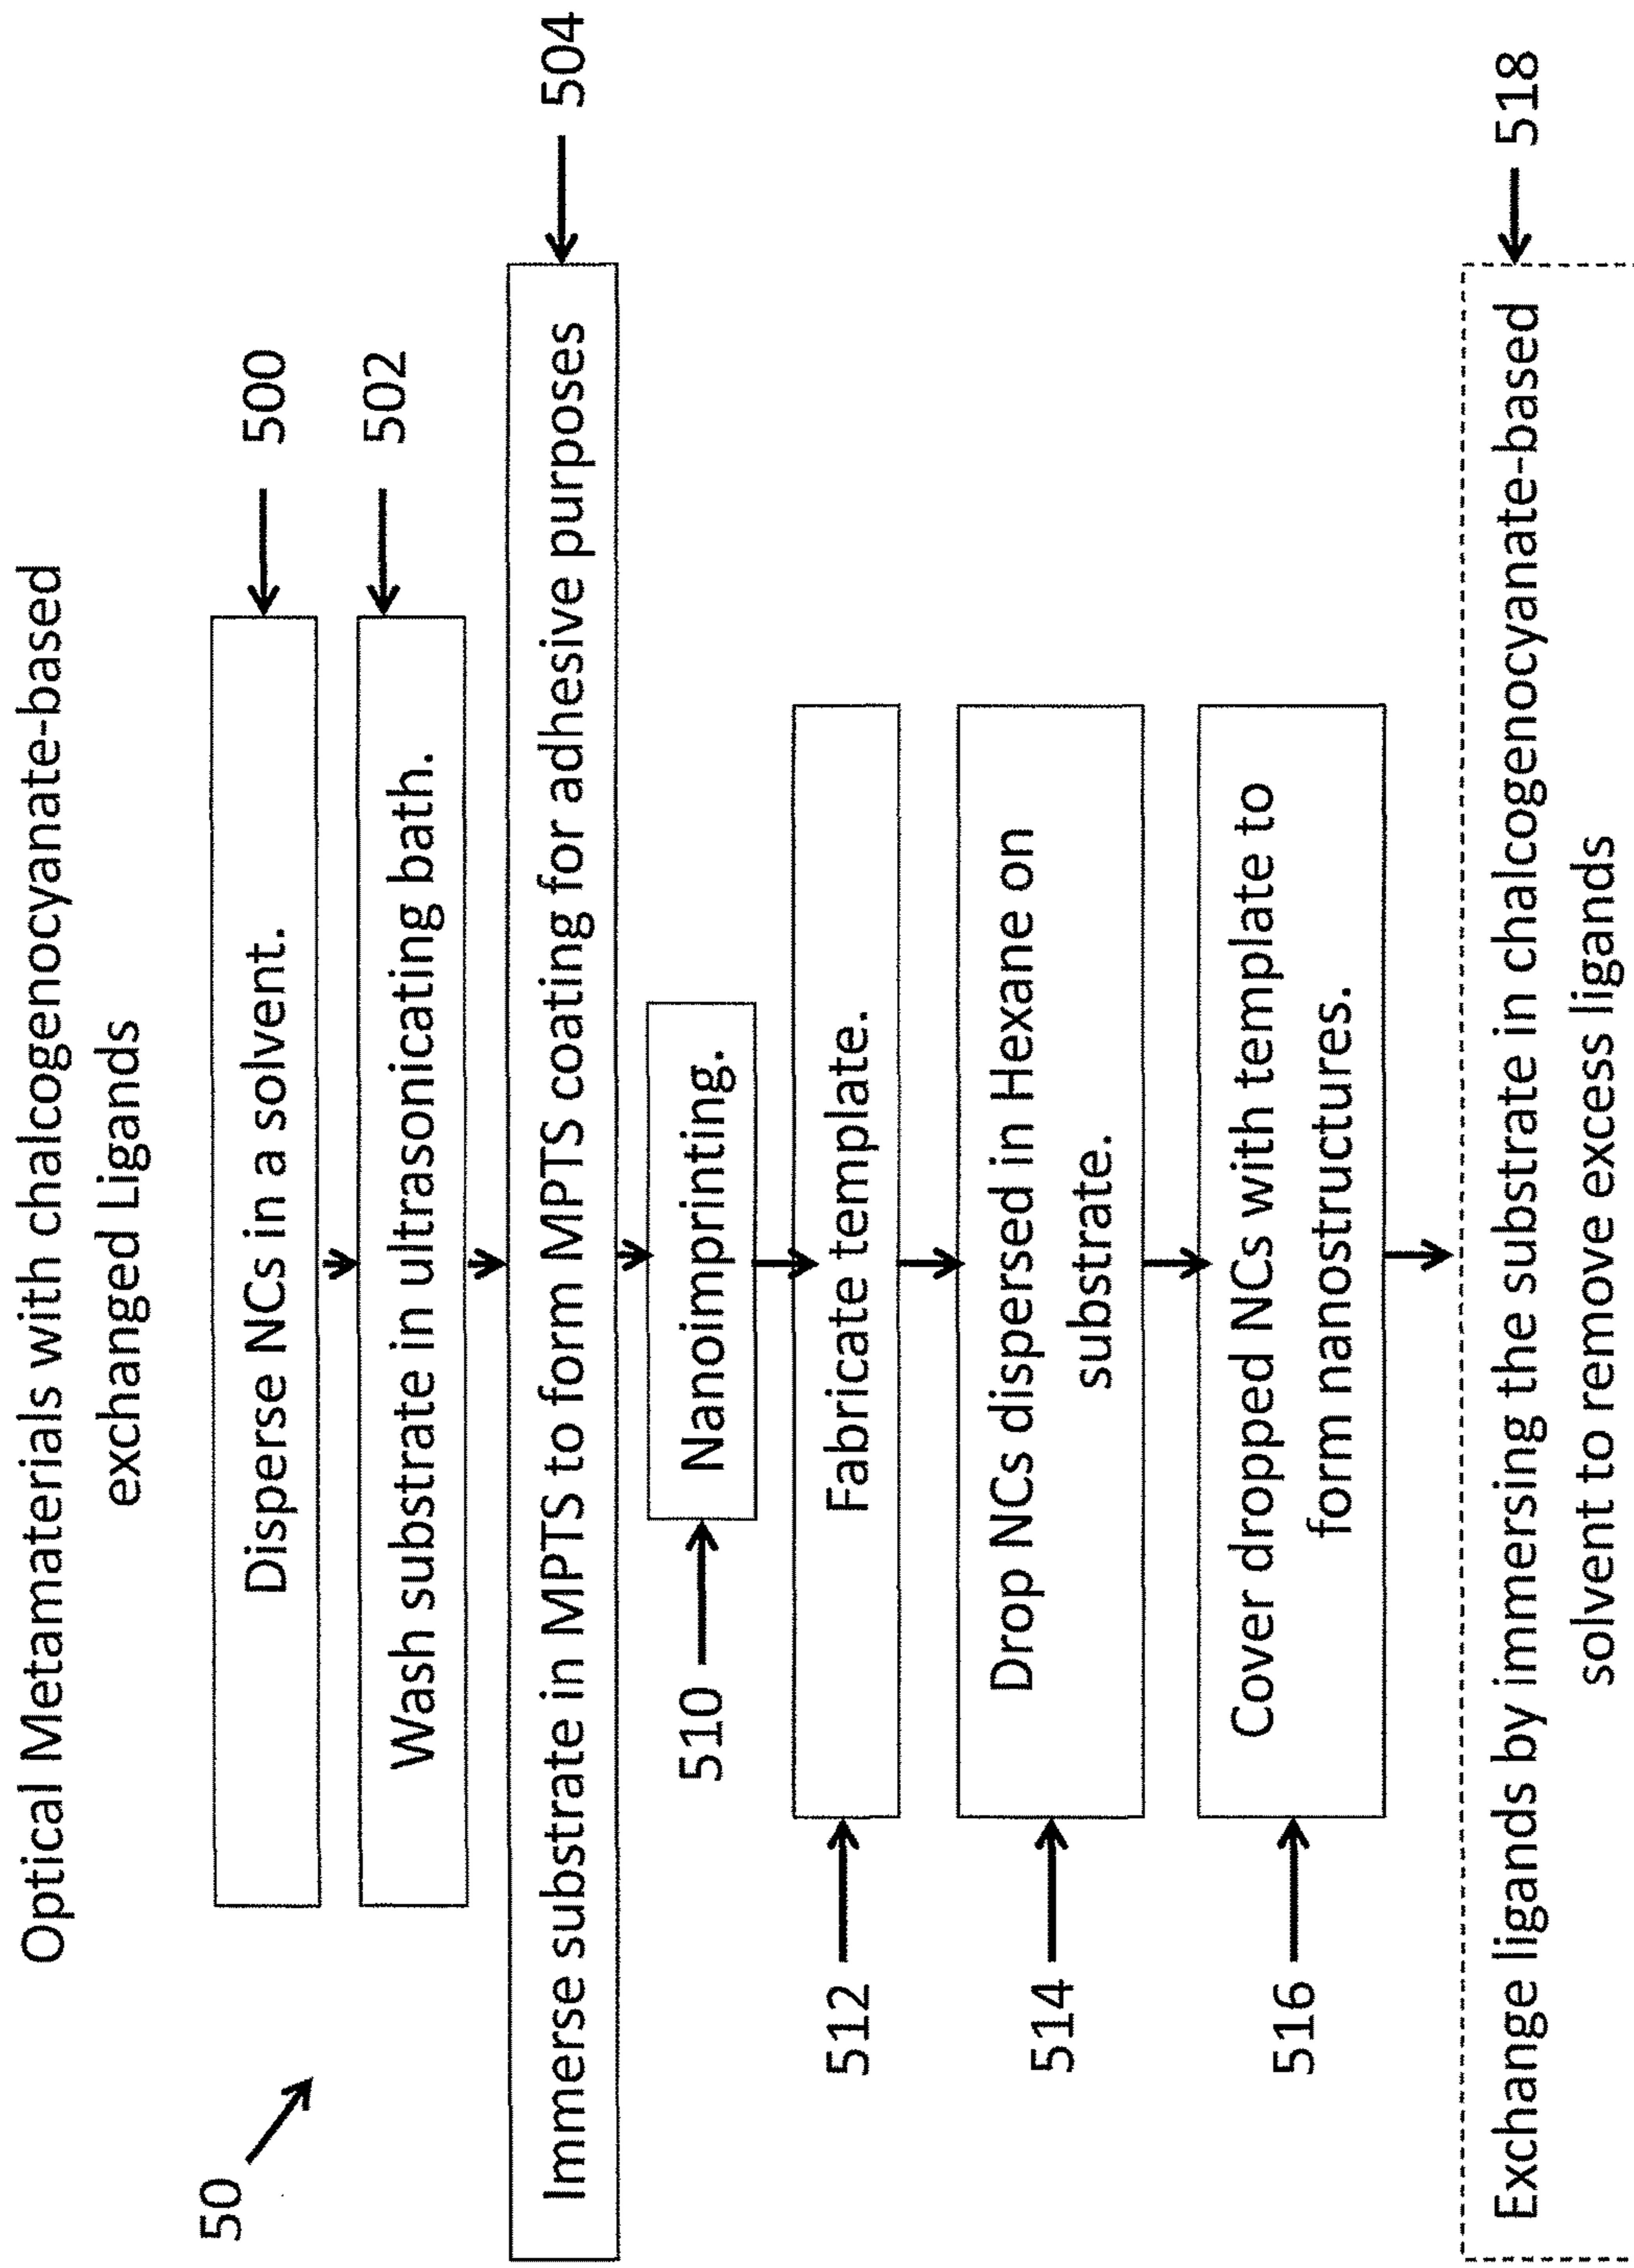 Optical Metamaterials with chalcogenocyanate-based
exchanged Ligands
50
Disperse NCs in a solvent.
500
Wash substrate in ultrasonicating bath.
502
Immerse substrate in MPTS to form MPTS coating for adhesive purposes
504
510
Nanoimprinting.
512
Fabricate template.
514
Drop NCs dispersed in Hexane on
substrate.
516
Cover dropped NCs with template to
form nanostructures.
Exchange ligands by immersing the substrate in chalcogenocyanate-based
solvent to remove excess ligands
518